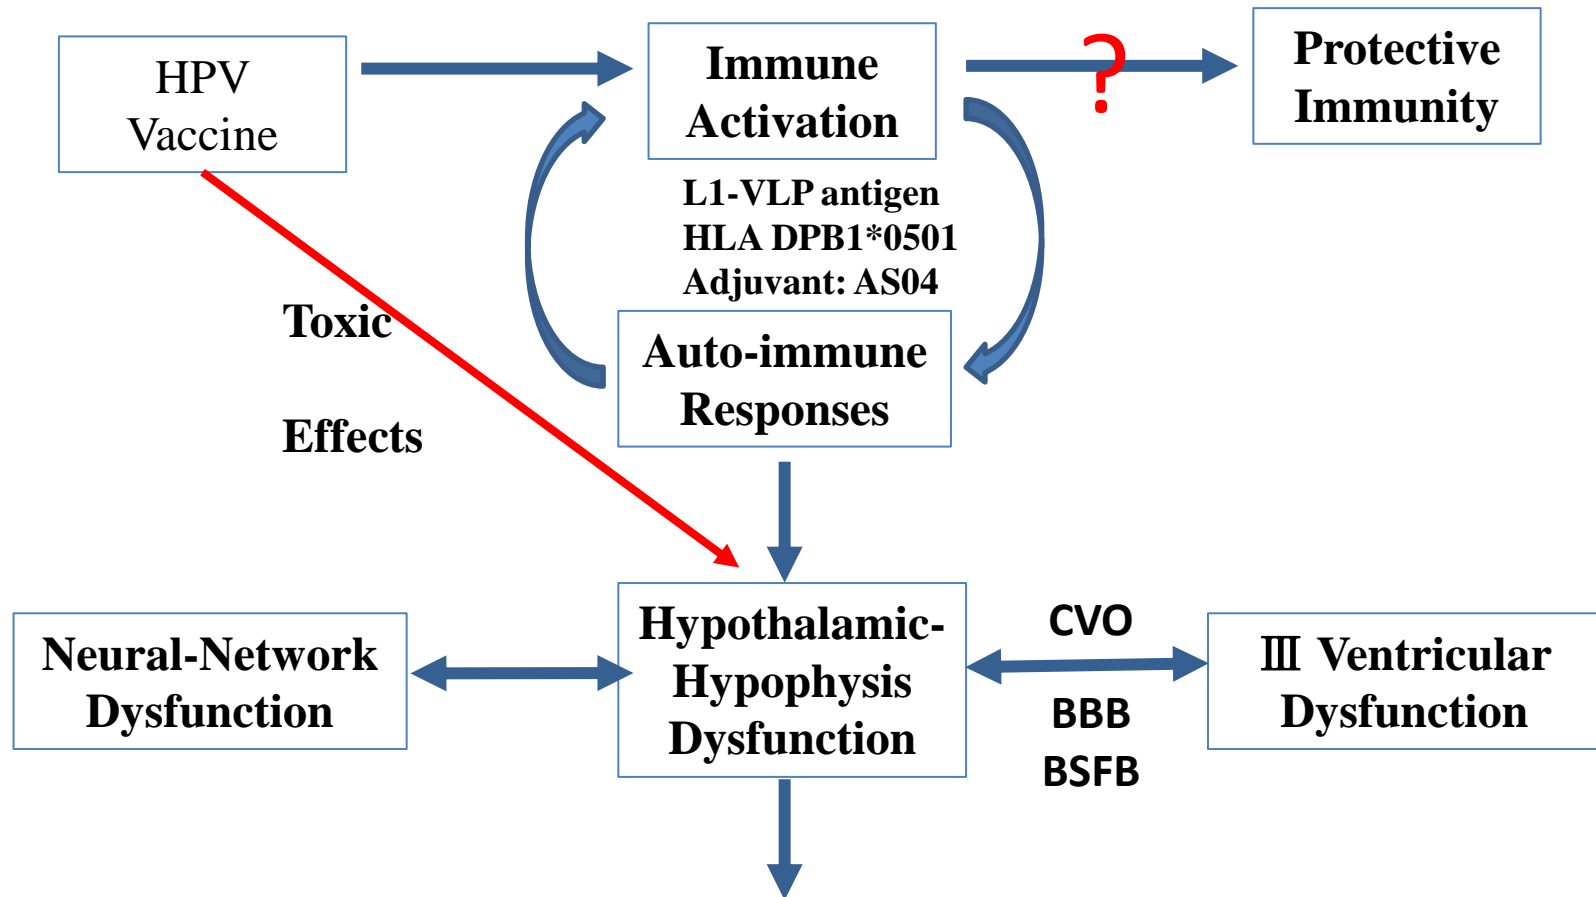 HPV
Vaccine
Immune
Activation
?
Protective
Immunity
L1-VLP antigen
HLA DPB1*0501
Adjuvant: AS04
Toxic
Effects
Auto-immune
Responses
Neural-Network
Dysfunction
Hypothalamic-
Hypophysis
Dysfunction
CVO
BBB
BSFB
Ⅲ Ventricular
Dysfunction